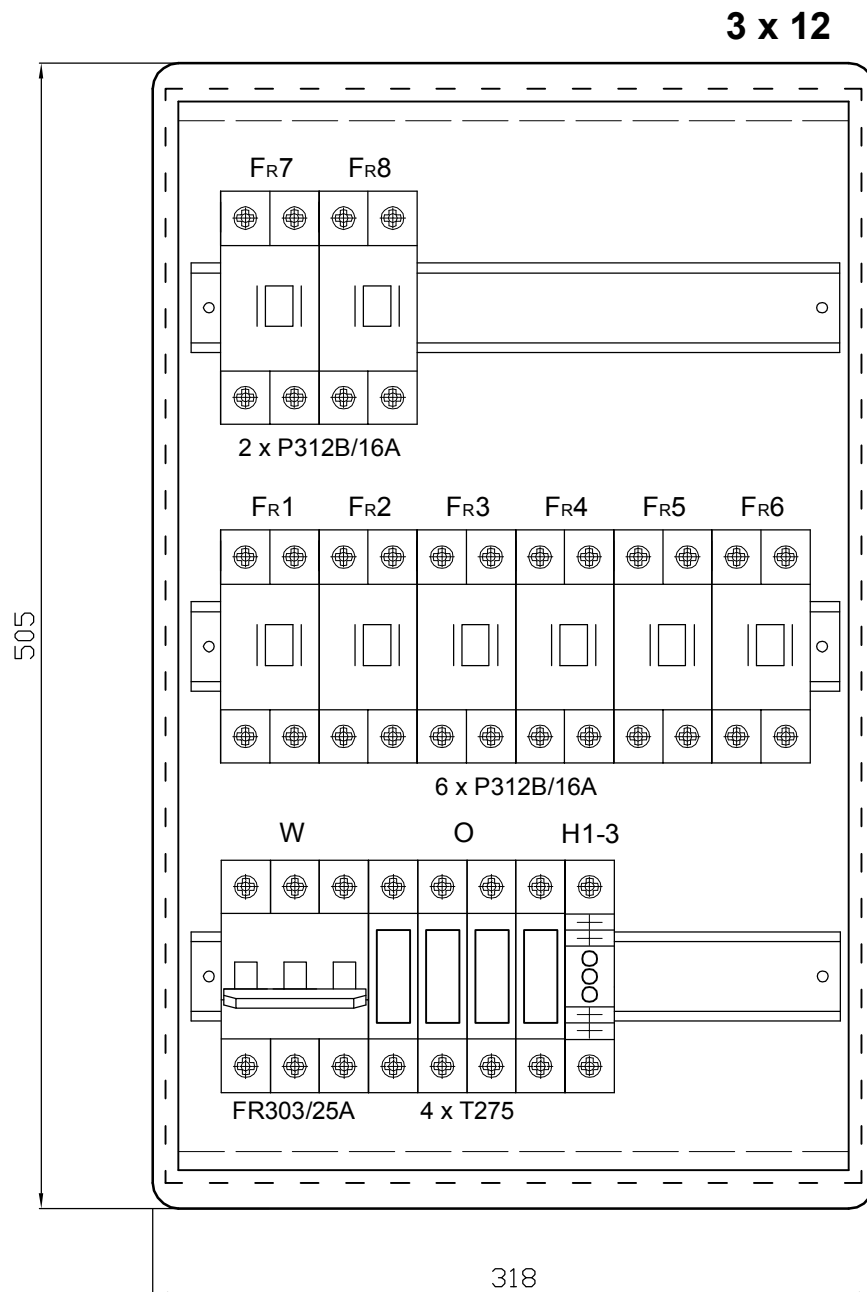 3 x 12
FR7 FR8
2 x P312B/16A
FR1 FR2 FR3 FR4 FR5 FR6
505
6 x P312B/16A
W O H1-3
FR303/25A 4 x T275
318